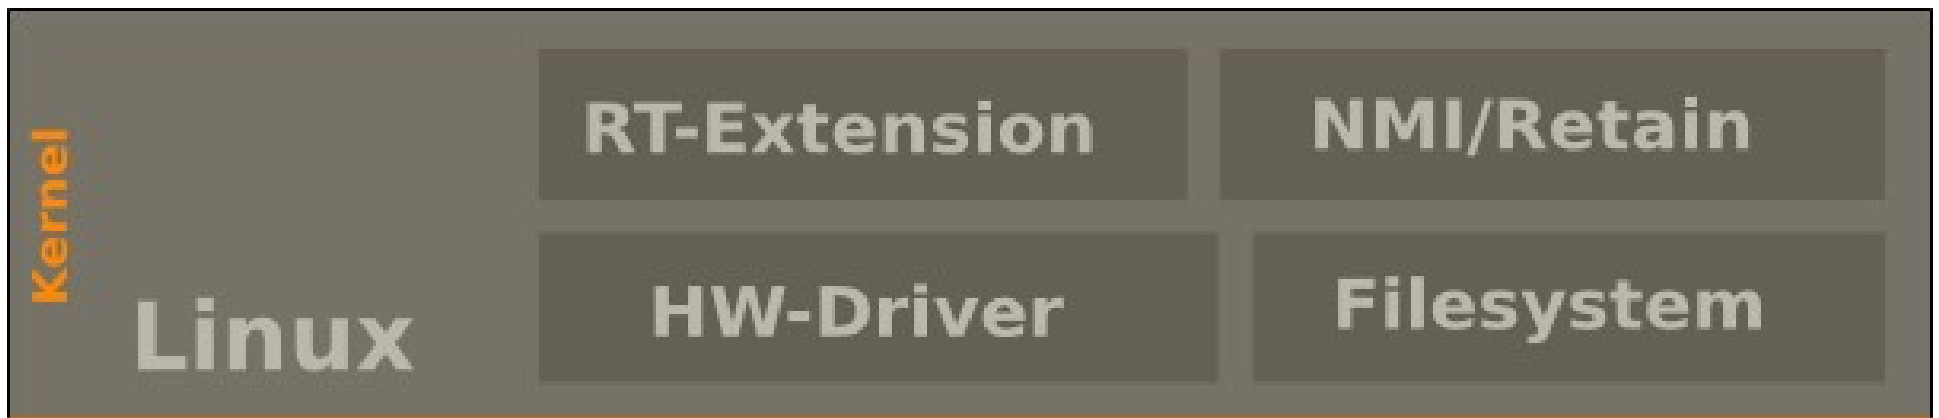 Kernel
Linux
RT-Extension
NMI/Retain
HW-Driver
Filesystem